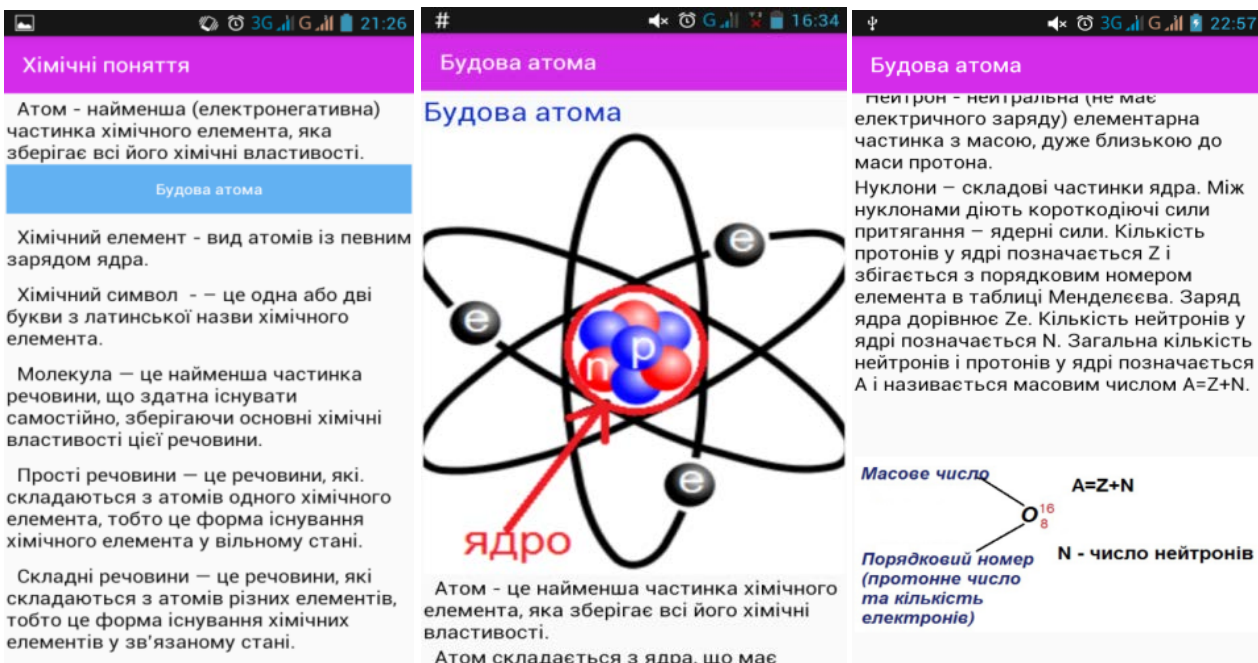 3G G 21:26
Хімічні поняття
Атом - найменша (електронегативна)
частинка хімічного елемента, яка
зберігає всі його хімічні властивості.
Будова атома
Хімічний елемент - вид атомів із певним
зарядом ядра.
Хімічний символ - – це одна або дві
букви з латинської назви хімічного
елемента.
Молекула — це найменша частинка
речовини, що здатна існувати
самостійно, зберігаючи основні хімічні
властивості цієї речовини.
Прості речовини — це речовини, які.
складаються з атомів одного хімічного
елемента, тобто це форма існування
хімічного елемента у вільному стані.
Складні речовини — це речовини, які
складаються з атомів різних елементів,
тобто це форма існування хімічних
елементів у зв’язаному стані.
# G 16:34
Будова атома
Будова атома
e
e
p
n
e
ядро
Атом - це найменша частинка хімічного
елемента, яка зберігає всі його хімічні
властивості.
Атом складається з ядра, що має
3G G 22:57
Будова атома
Нейтрон - нейтральна (не має
електричного заряду) елементарна
частинка з масою, дуже близькою до
маси протона.
Нуклони – складові частинки ядра. Між
нуклонами діють короткодіючі сили
притягання – ядерні сили. Кількість
протонів у ядрі позначається Z і
збігається з порядковим номером
елемента в таблиці Менделєєва. Заряд
ядра дорівнює Ze. Кількість нейтронів у
ядрі позначається N. Загальна кількість
нейтронів і протонів у ядрі позначається
А і називається масовим числом A=Z+N.
Масове число
A=Z+N
O 16 8
Порядковий номер
(протонне число
та кількість
електронів)
N - число нейтронів